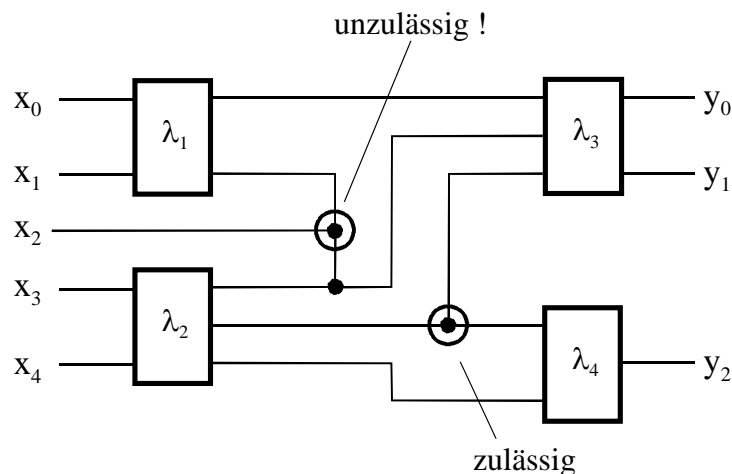 unzulässig !
x₀
λ₁
λ₃
y₀
x₁
y₁
x₂
x₃
λ₂
x₄
λ₄
y₂
zulässig